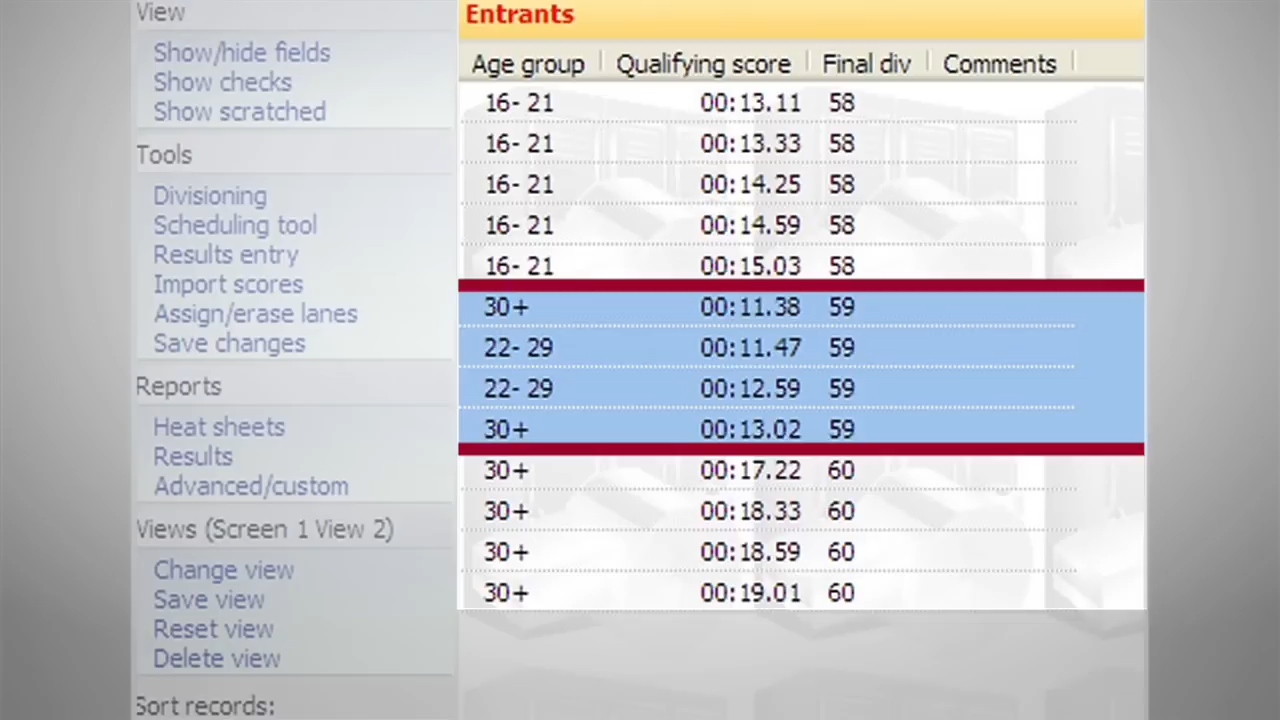 View
Show/hide fields
Show checks
Show scratched
Tools
Divisioning
Scheduling tool
Results entry
Import scores
Assign/erase lanes
Save changes
Reports
Heat sheets
Results
Advanced/custom
Views (Screen 1 View 2)
Change view
Save view
Reset view
Delete view
Sort records:
Entrants
Age group Qualifying score Final div Comments
16- 21 00:13.11 58
16- 21 00:13.33 58
16- 21 00:14.25 58
16- 21 00:14.59 58
16- 21 00:15.03 58
30+ 00:11.38 59
22- 29 00:11.47 59
22- 29 00:12.59 59
30+ 00:13.02 59
30+ 00:17.22 60
30+ 00:18.33 60
30+ 00:18.59 60
30+ 00:19.01 60